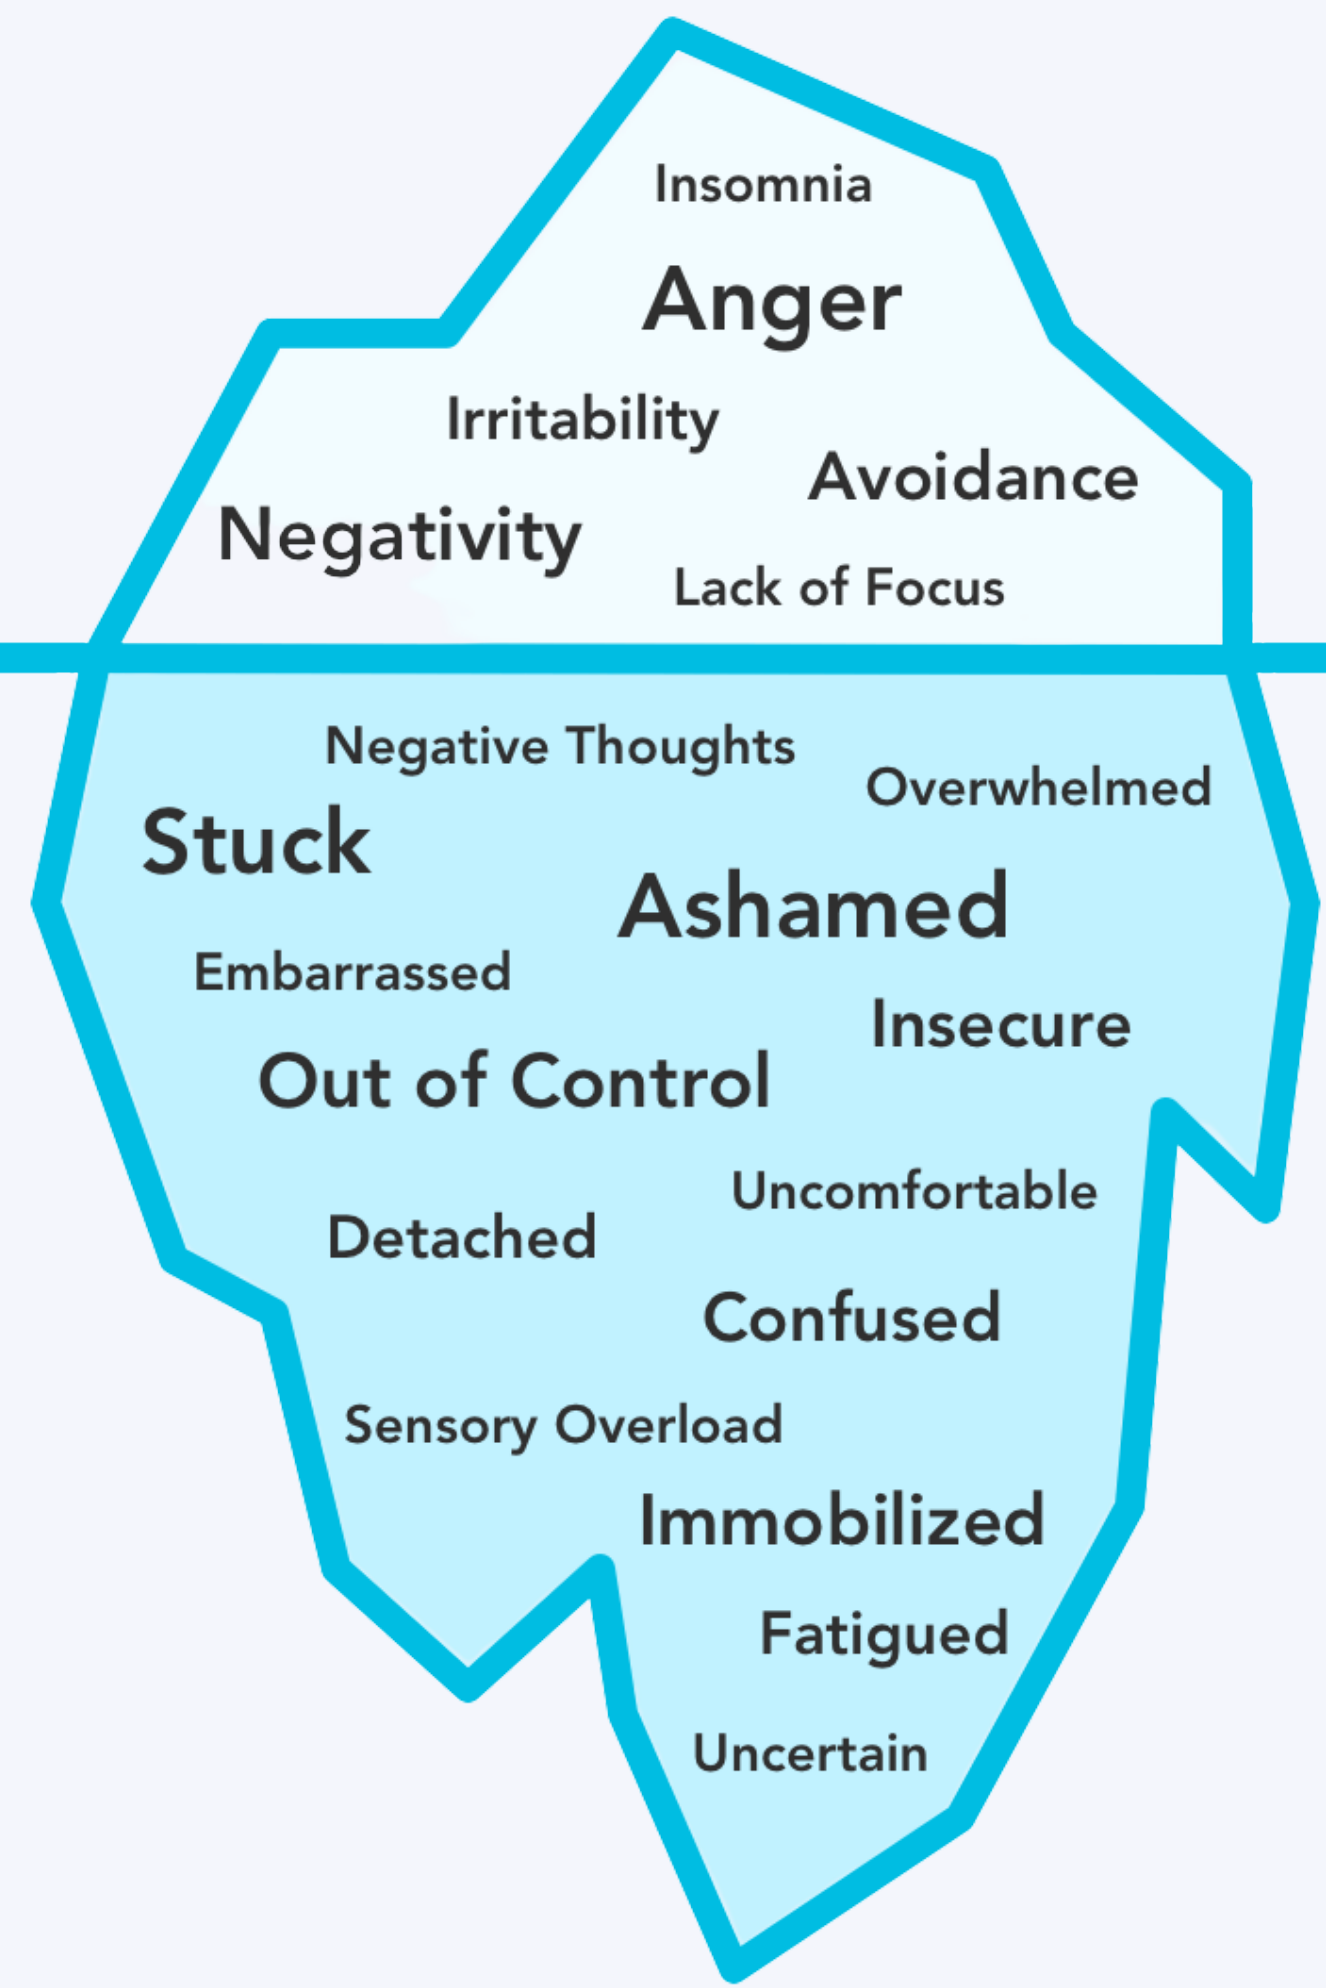 Insomnia
Anger
Irritability
Avoidance
Negativity
Lack of Focus
Negative Thoughts
Overwhelmed
Stuck
Ashamed
Embarrassed
Insecure
Out of Control
Uncomfortable
Detached
Confused
Sensory Overload
Immobilized
Fatigued
Uncertain